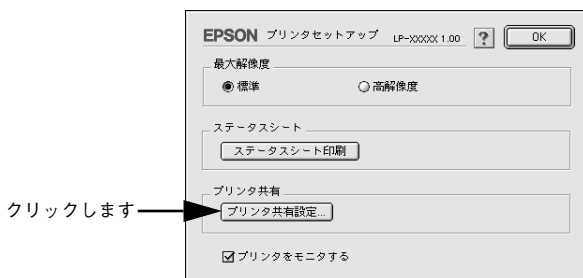 EPSON プリンタセットアップ LP-XXXXX 1.00 ? OK
最大解像度
標準 高解像度
ステータスシート
ステータスシート印刷
プリンタ共有
クリックします プリンタ共有設定...
プリンタをモニタする